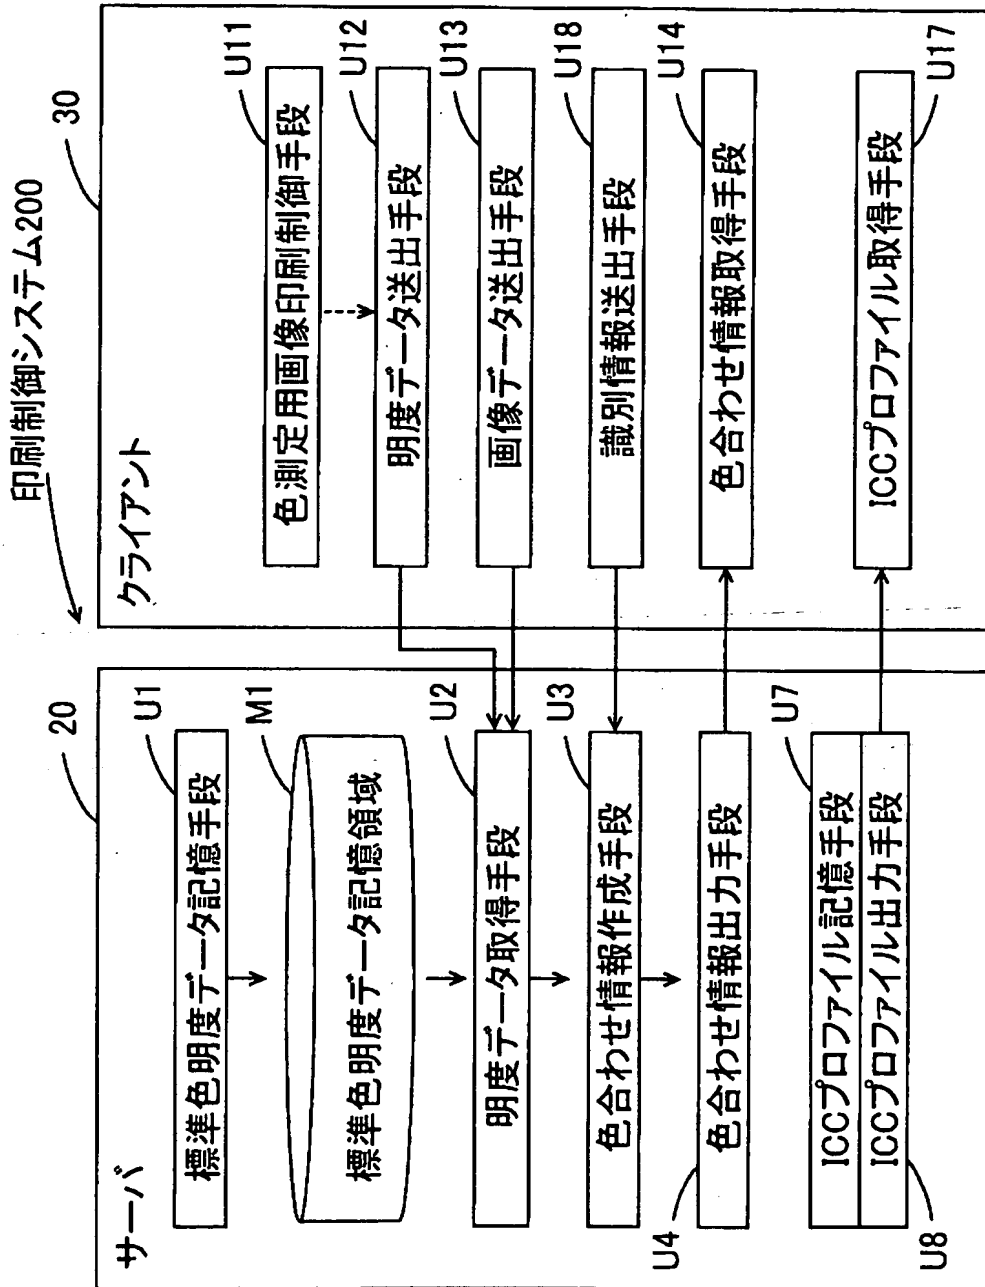 印刷制御システム200
20
サーバ
標準色明度データ記憶手段
U1
標準色明度データ記憶領域
M1
明度データ取得手段
U2
色合わせ情報作成手段
U3
色合わせ情報出力手段
U4
ICCプロファイル記憶手段
U7
ICCプロファイル出力手段
U8
30
クライアント
色測定用画像印刷制御手段
U11
明度データ送出手段
U12
画像データ送出手段
U13
識別情報送出手段
U18
色合わせ情報取得手段
U14
ICCプロファイル取得手段
U17